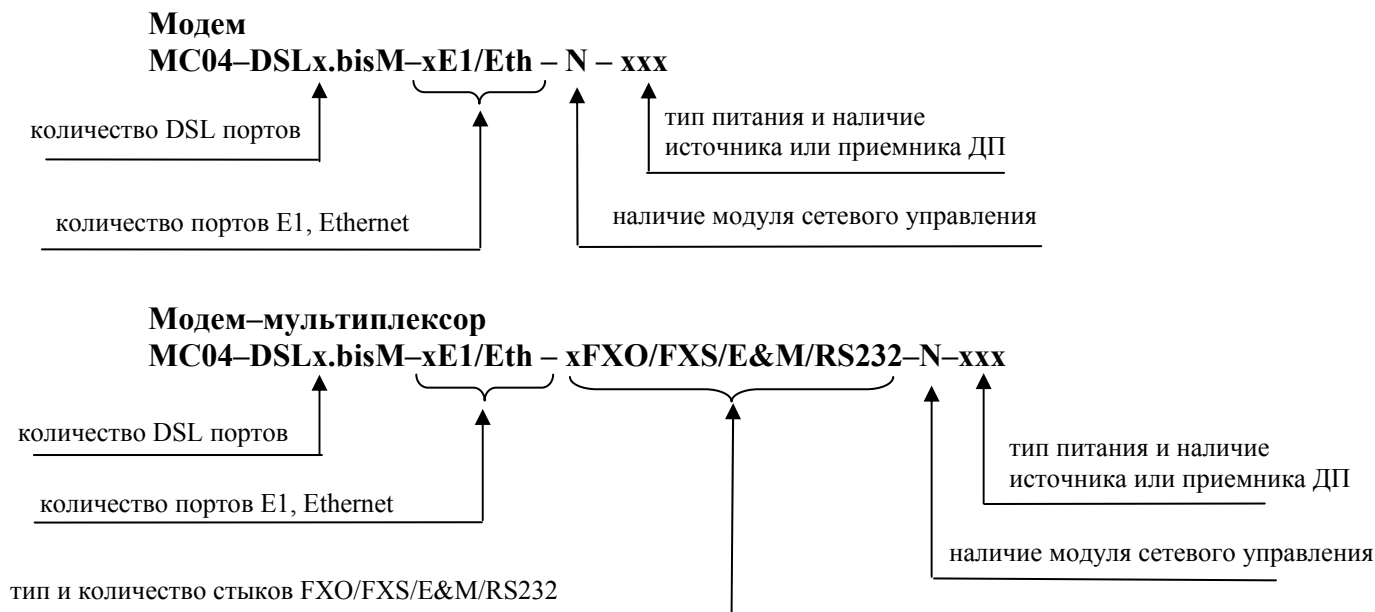 Модем
МС04–DSLx.bisM–xE1/Eth – N – xxx
количество DSL портов
тип питания и наличие
источника или приемника ДП
количество портов E1, Ethernet
наличие модуля сетевого управления
Модем–мультиплексор
МС04–DSLx.bisM–xE1/Eth – xFXO/FXS/E&M/RS232–N–xxx
количество DSL портов
тип питания и наличие
источника или приемника ДП
количество портов E1, Ethernet
наличие модуля сетевого управления
тип и количество стыков FXO/FXS/E&M/RS232